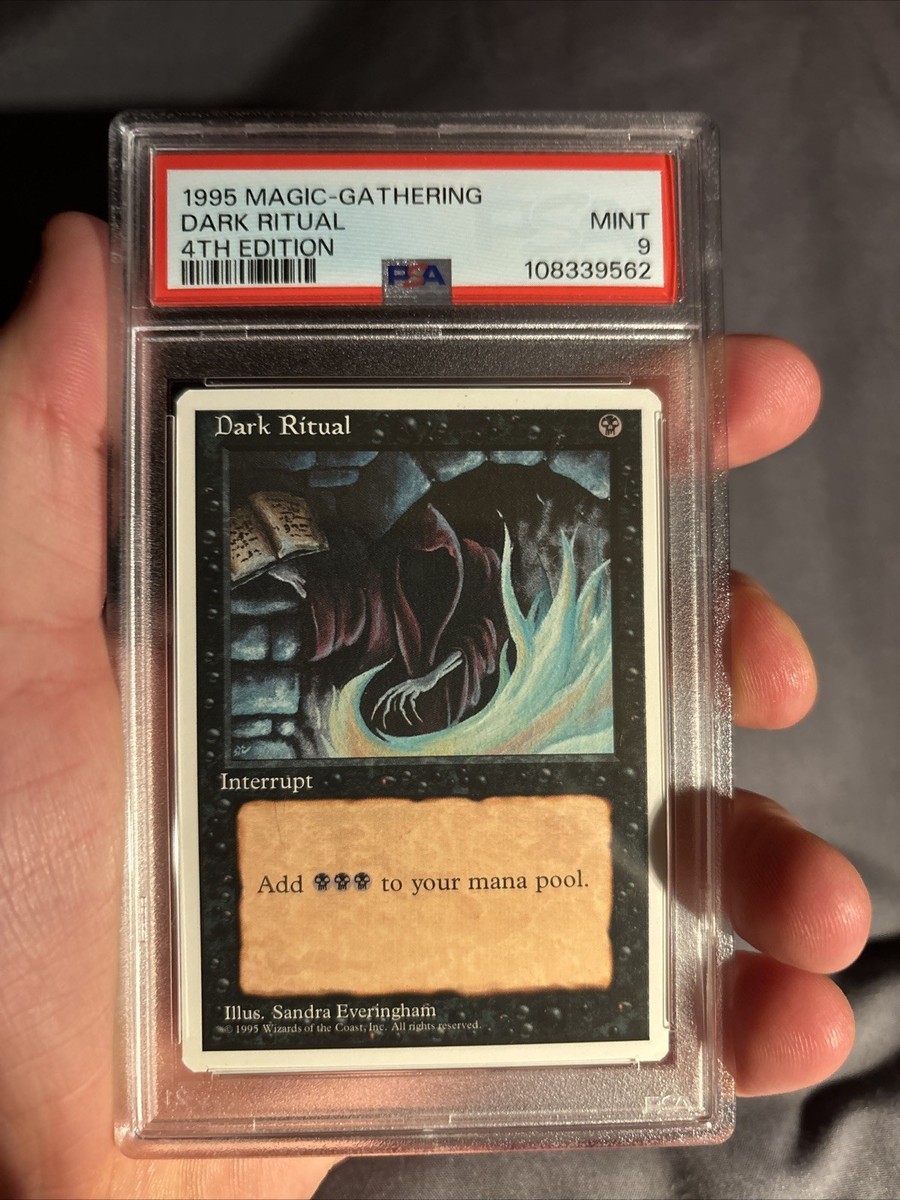 1995 MAGIC-GATHERING
DARK RITUAL MINT
4TH EDITION 9
PSA 108339562
Dark Ritual
Interrupt
Add to your mana pool.
Illus. Sandra Everingham
© 1995 Wizards of the Coast, Inc. All rights reserved.
PSA